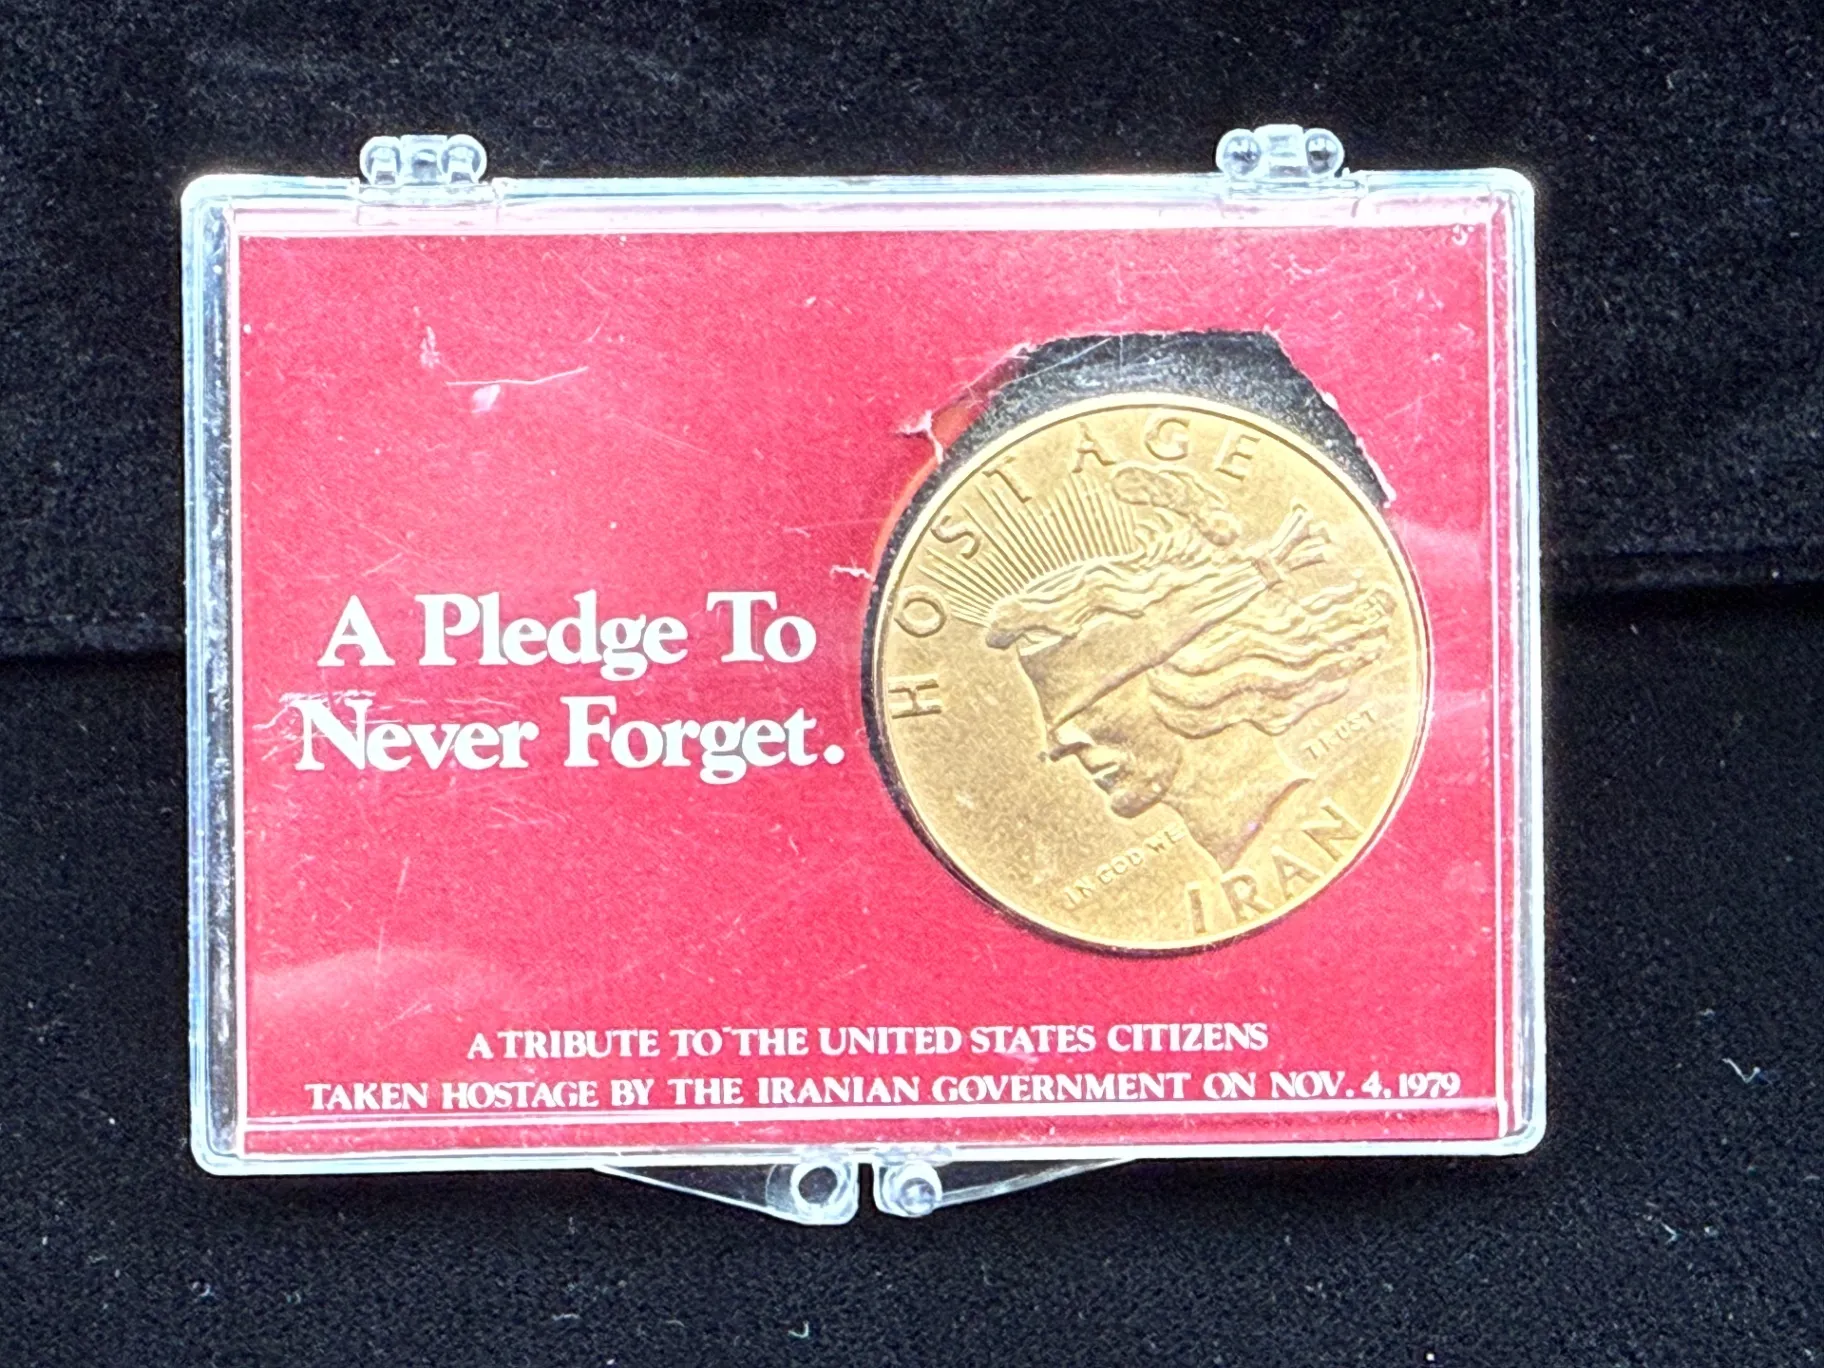 A Pledge To
Never Forget.
HOSTAGE
IN GOD WE
TRUST
IRAN
A TRIBUTE TO THE UNITED STATES CITIZENS
TAKEN HOSTAGE BY THE IRANIAN GOVERNMENT ON NOV. 4, 1979